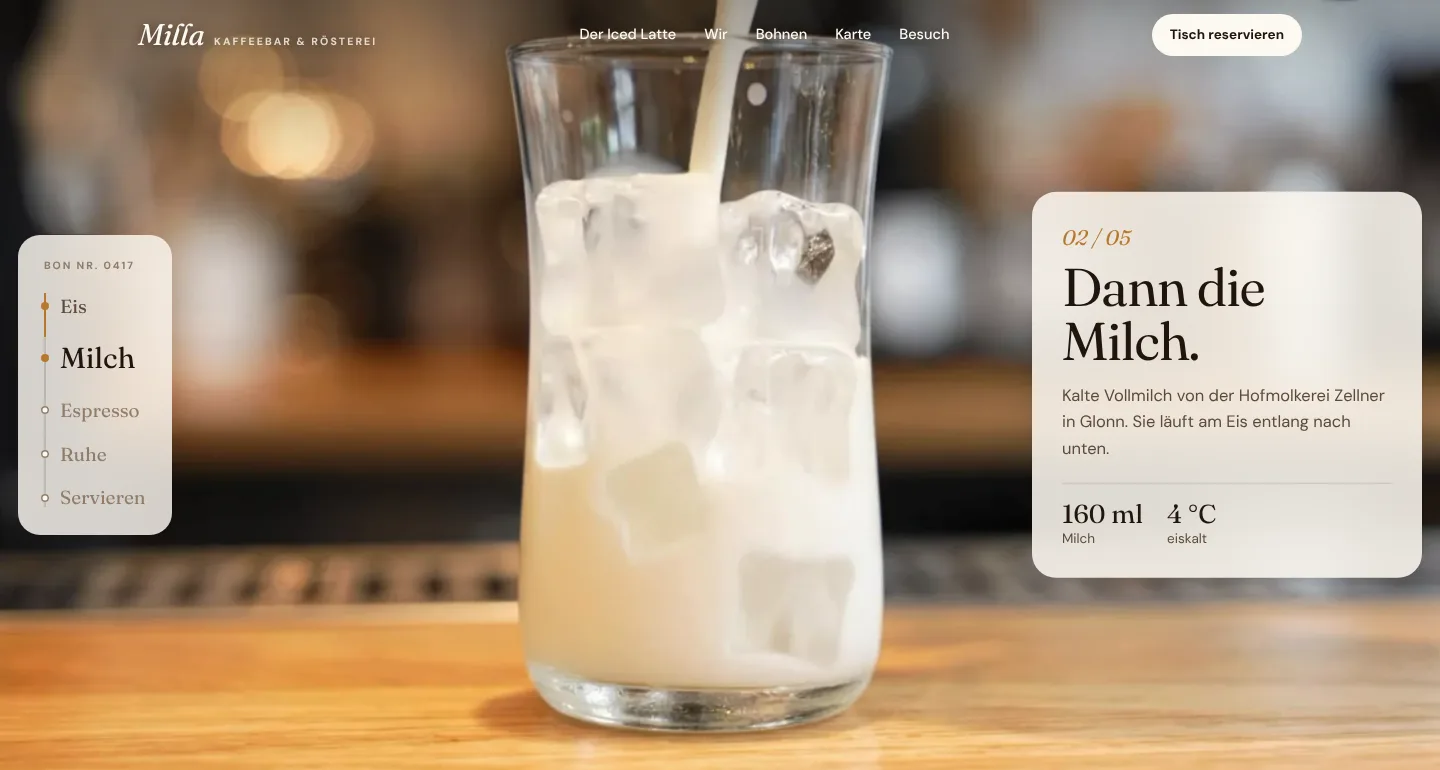 Milla KAFFEEBAR & RÖSTEREI
Der Iced Latte
Wir
Bohnen
Karte
Besuch
Tisch reservieren
BON NR. 0417
Eis
Milch
Espresso
Ruhe
Servieren
02 / 05
Dann die
Milch.
Kalte Vollmilch von der Hofmolkerei Zellner
in Glonn. Sie läuft am Eis entlang nach
unten.
160 ml
Milch
4 °C
eiskalt